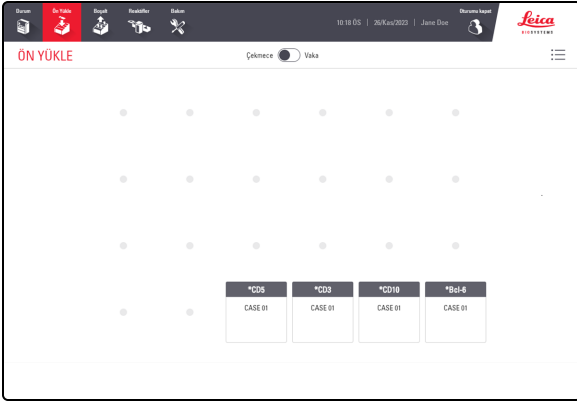 Durum Ön Yükle Boşalt Reaktifler Bakım
10:18 ÖS | 26/Kas/2023 | Jane Doe
Oturumu kapat
Leica
BIOSYSTEMS
ÖN YÜKLE
Çekmece Vaka
*CD5 *CD3 *CD10 *Bcl-6
CASE 01 CASE 01 CASE 01 CASE 01